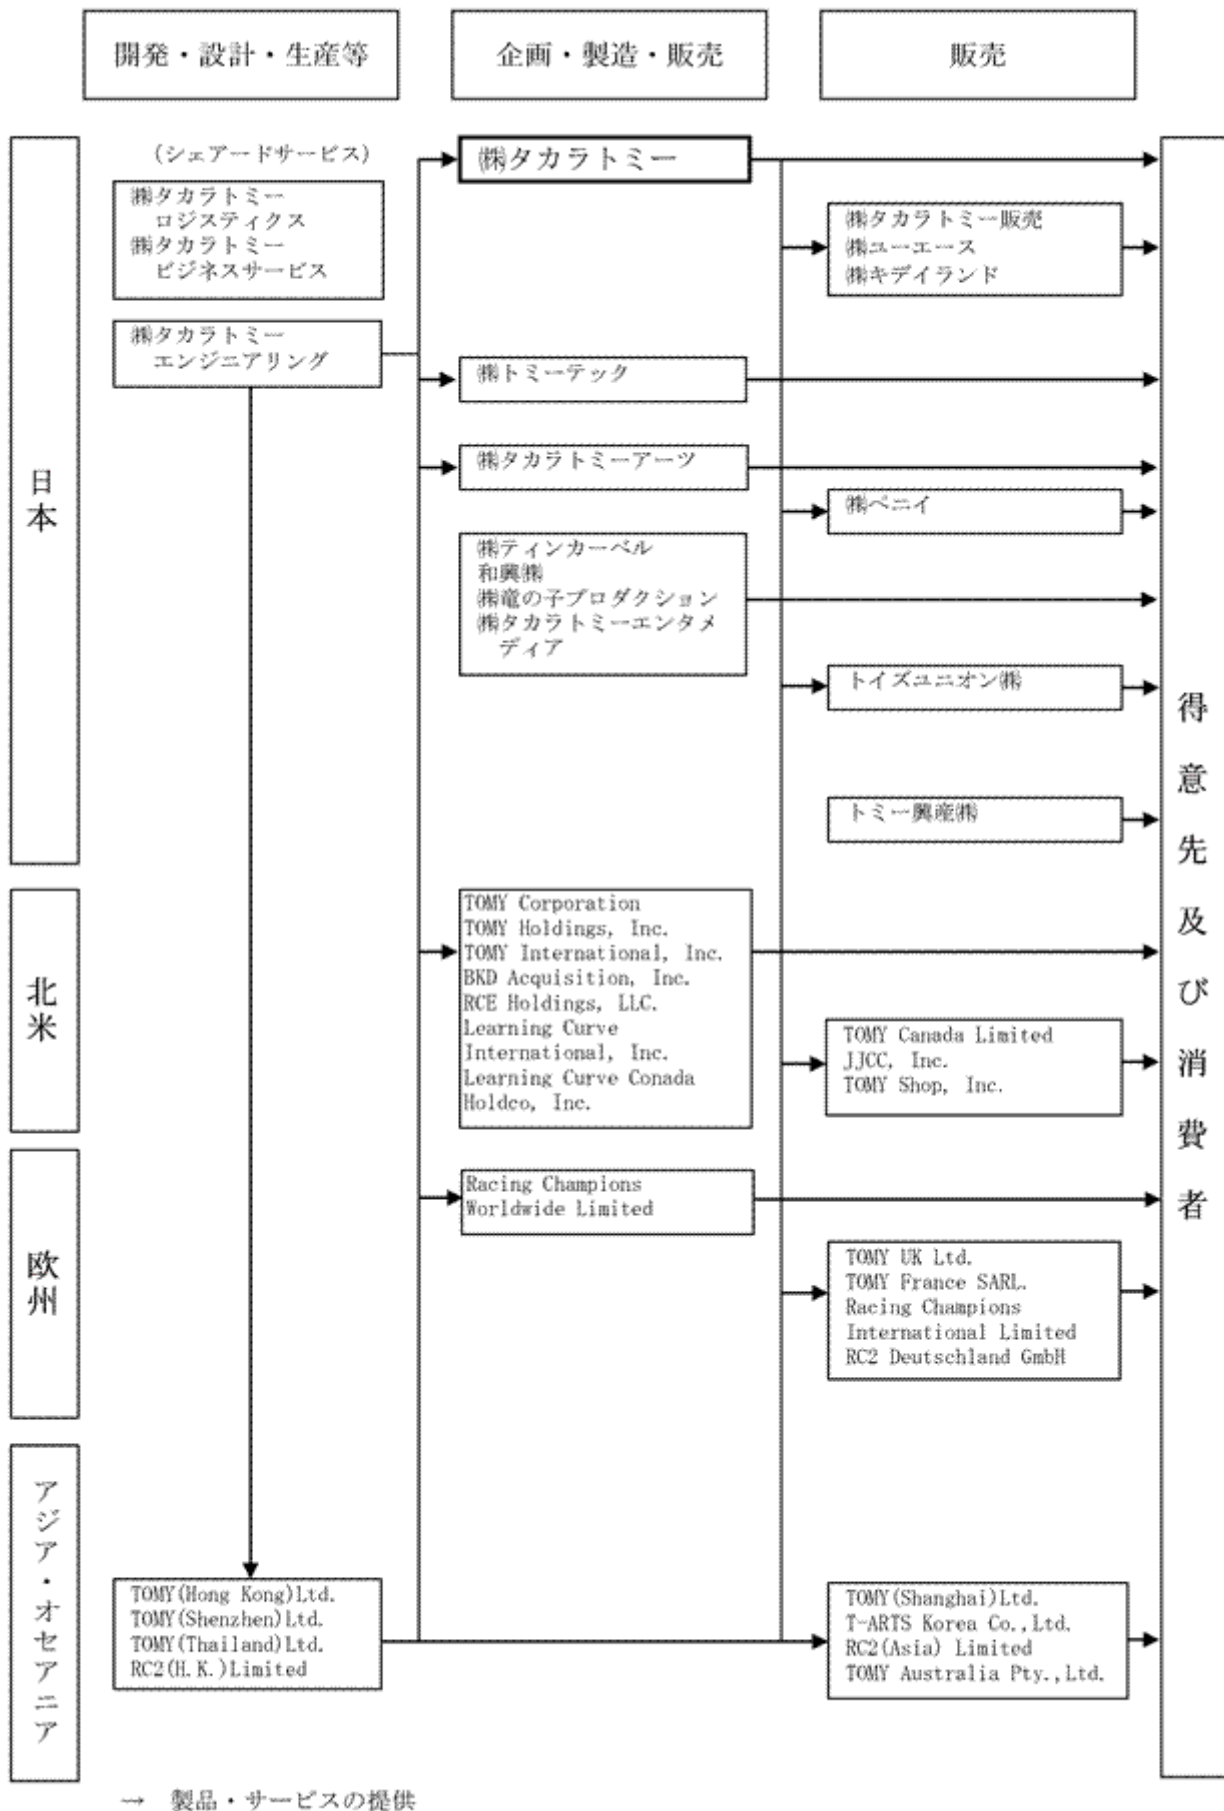 開発・設計・生産等
企画・製造・販売
販売
日本
(シェアードサービス)
㈱タカラトミー
ロジスティクス
㈱タカラトミー
ビジネスサービス
㈱タカラトミー
エンジニアリング
㈱タカラトミー
㈱タカラトミー販売
㈱ユーエース
㈱キデイランド
㈱トミーテック
㈱タカラトミーアーツ
㈱ペニイ
㈱ティンカーベル
和興㈱
㈱竜の子プロダクション
㈱タカラトミーエンタメ
ディア
トイズユニオン㈱
トミー興産㈱
北米
TOMY Corporation
TOMY Holdings, Inc.
TOMY International, Inc.
BKD Acquisition, Inc.
RCE Holdings, LLC.
Learning Curve
International, Inc.
Learning Curve Conada
Holdco, Inc.
TOMY Canada Limited
JJCC, Inc.
TOMY Shop, Inc.
欧州
Racing Champions
Worldwide Limited
TOMY UK Ltd.
TOMY France SARL.
Racing Champions
International Limited
RC2 Deutschland GmbH
アジア・オセアニア
TOMY(Hong Kong)Ltd.
TOMY(Shenzhen)Ltd.
TOMY(Thailand)Ltd.
RC2(H.K.)Limited
TOMY(Shanghai)Ltd.
T-ARTS Korea Co.,Ltd.
RC2(Asia) Limited
TOMY Australia Pty.,Ltd.
得意先及び消費者
→ 製品・サービスの提供